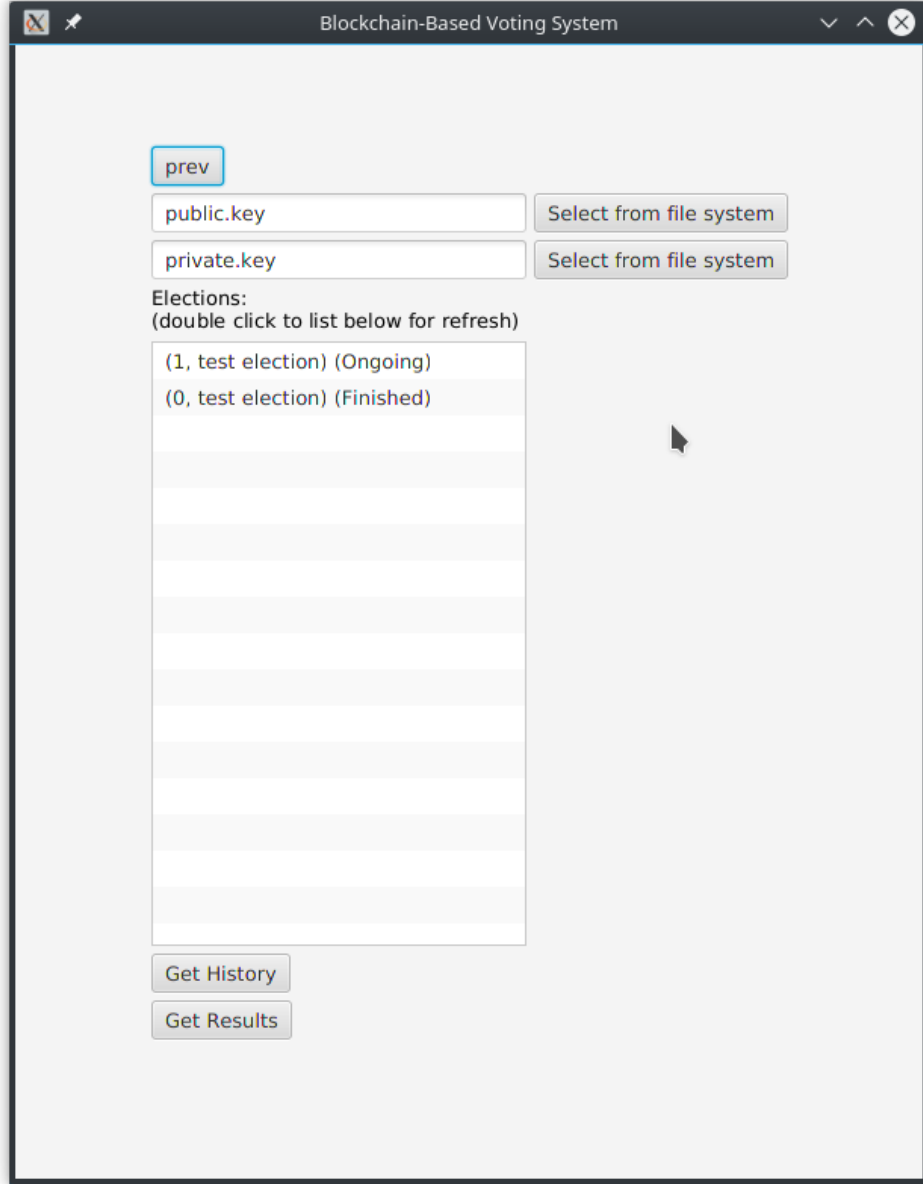 Blockchain-Based Voting System
prev
public.key Select from file system
private.key Select from file system
Elections:
(double click to list below for refresh)
(1, test election) (Ongoing)
(0, test election) (Finished)
Get History
Get Results